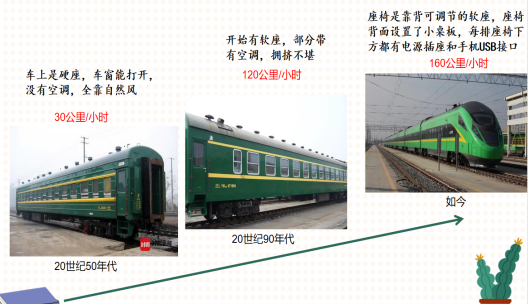 车上是硬座，车窗能打开，
没有空调，全靠自然风
30公里/小时
20世纪50年代
开始有软座，部分带
有空调，拥挤不堪
120公里/小时
20世纪90年代
座椅是靠背可调节的软座，座椅
背面设置了小桌板，每排座椅下
方都有电源插座和手机USB接口
160公里/小时
如今